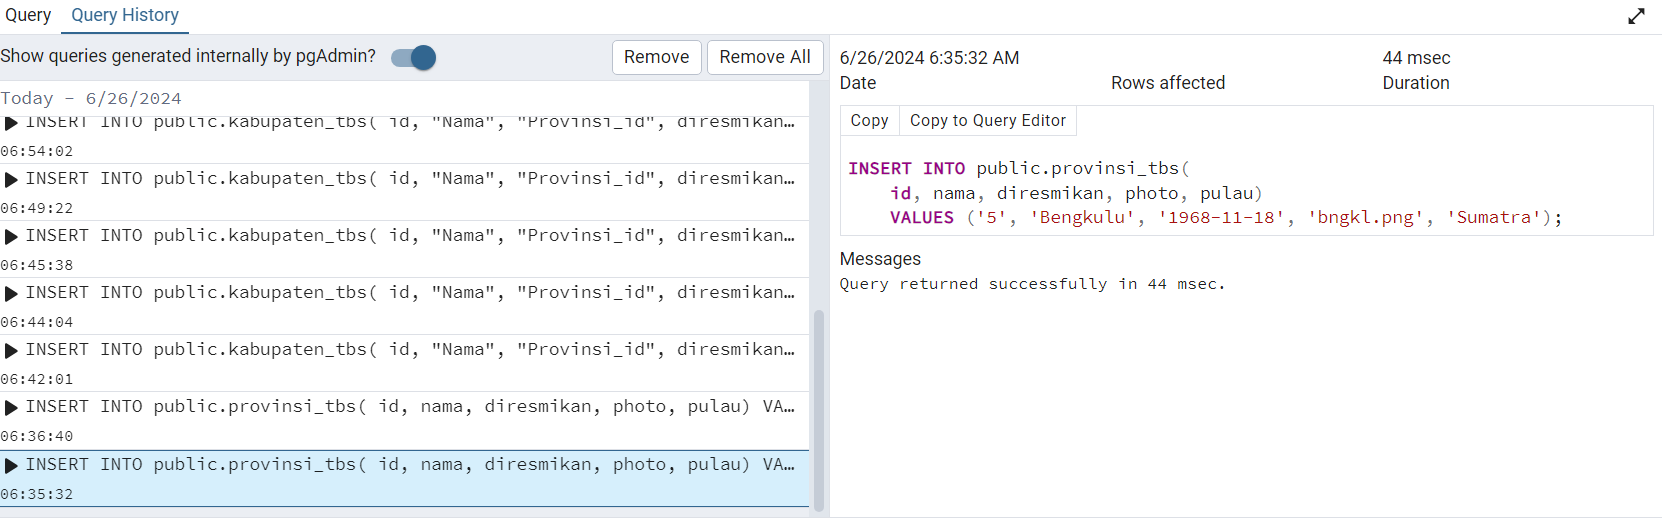 Query Query History
Show queries generated internally by pgAdmin? Remove Remove All
Today - 6/26/2024
INSERT INTO public.kabupaten_tbs( id, "Nama", "Provinsi_id", diresmikan…
06:54:02
INSERT INTO public.kabupaten_tbs( id, "Nama", "Provinsi_id", diresmikan…
06:49:22
INSERT INTO public.kabupaten_tbs( id, "Nama", "Provinsi_id", diresmikan…
06:45:38
INSERT INTO public.kabupaten_tbs( id, "Nama", "Provinsi_id", diresmikan…
06:44:04
INSERT INTO public.kabupaten_tbs( id, "Nama", "Provinsi_id", diresmikan…
06:42:01
INSERT INTO public.provinsi_tbs( id, nama, diresmikan, photo, pulau) VA…
06:36:40
INSERT INTO public.provinsi_tbs( id, nama, diresmikan, photo, pulau) VA…
06:35:32
6/26/2024 6:35:32 AM 44 msec
Date Rows affected Duration
Copy Copy to Query Editor
INSERT INTO public.provinsi_tbs(
id, nama, diresmikan, photo, pulau)
VALUES ('5', 'Bengkulu', '1968-11-18', 'bngkl.png', 'Sumatra');
Messages
Query returned successfully in 44 msec.